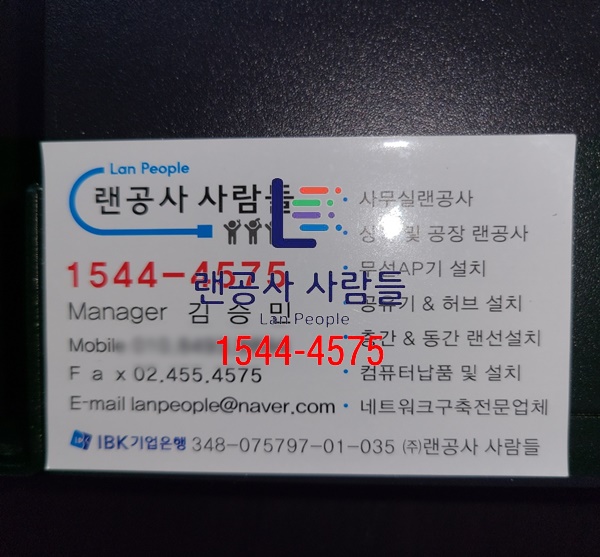 Lan People
랜공사 사람들
1544-4575
Manager 김승민
Mobile
Fax 02.455.4575
E-mail lanpeople@naver.com
IBK기업은행 348-075797-01-035 (주)랜공사 사람들
· 사무실랜공사
및 공장 랜공사
· 무선AP기 설치
공유기 & 허브 설치
층간 & 동간 랜선설치
· 컴퓨터납품 및 설치
· 네트워크구축전문업체
랜공사 사람들
Lan People
1544-4575